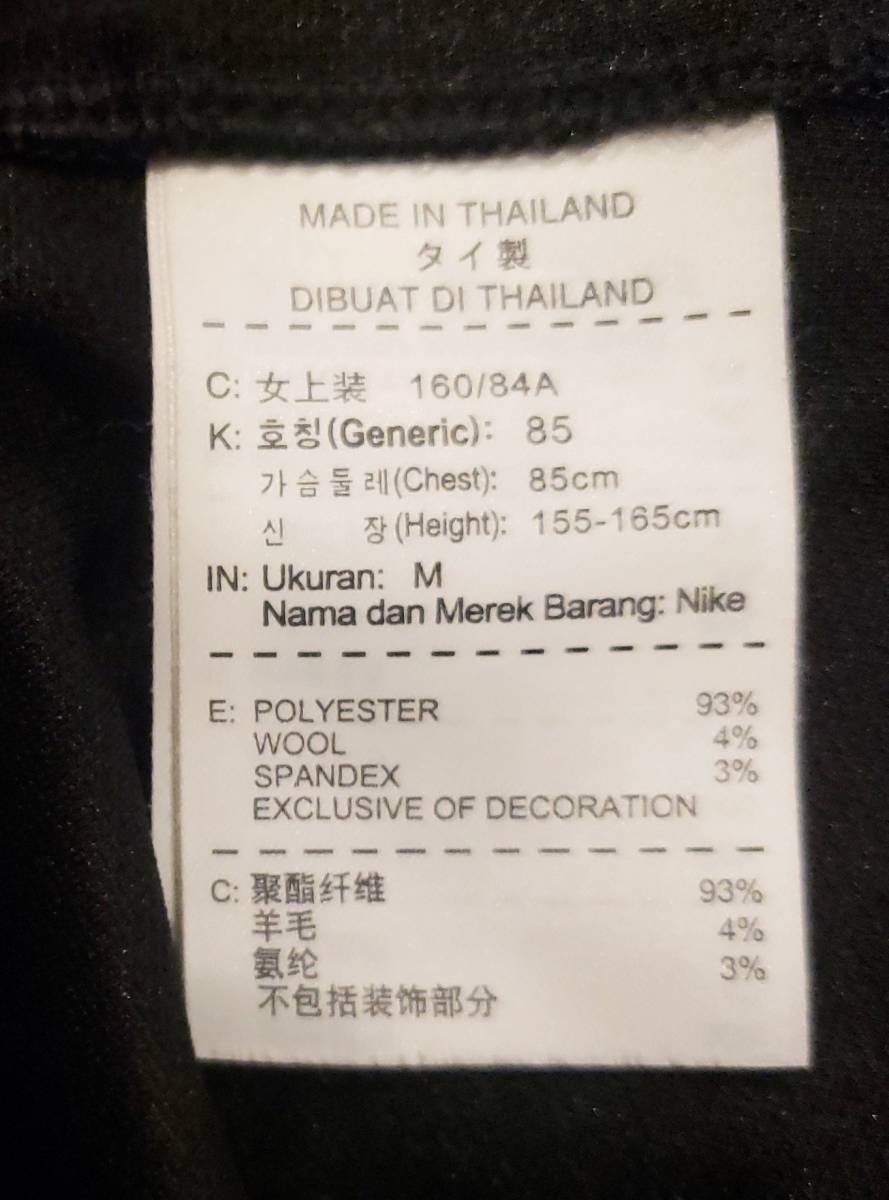 MADE IN THAILAND
タイ製
DIBUAT DI THAILAND
C: 女上装 160/84A
K: 호칭(Generic): 85
가슴둘레(Chest): 85cm
신 장(Height): 155-165cm
IN: Ukuran: M
Nama dan Merek Barang: Nike
E: POLYESTER 93%
WOOL 4%
SPANDEX 3%
EXCLUSIVE OF DECORATION
C: 聚酯纤维 93%
羊毛 4%
氨纶 3%
不包括装饰部分